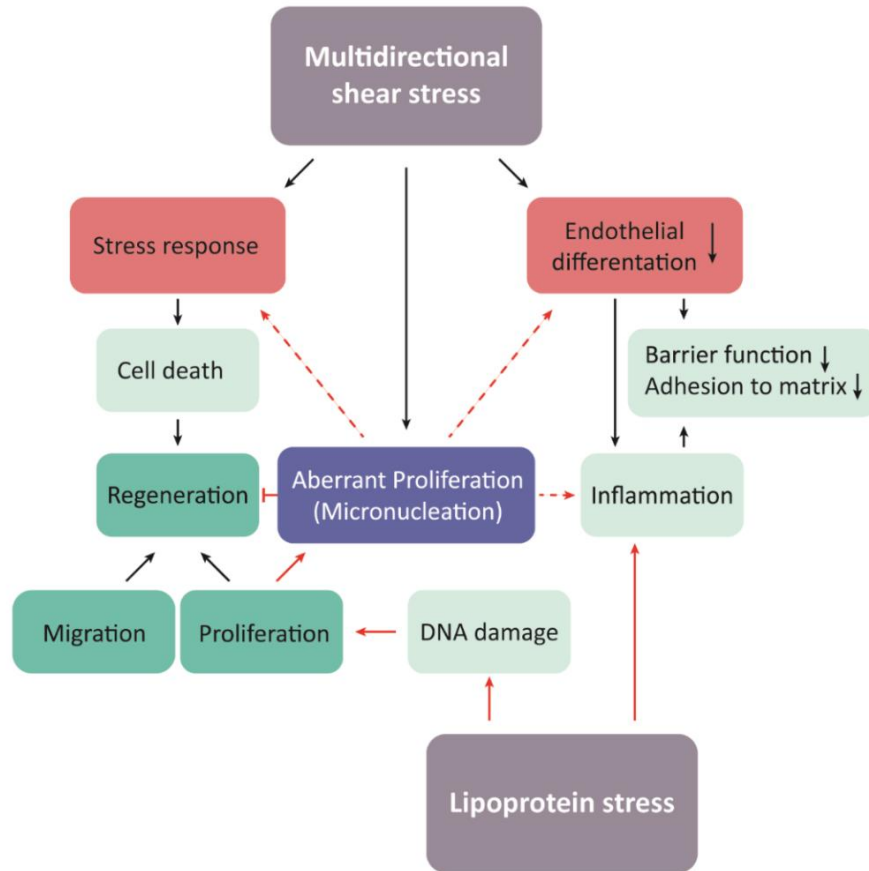 Multidirectional
shear stress
Stress response
Endothelial
differentation ↓
Cell death
Barrier function ↓
Adhesion to matrix ↓
Regeneration
Aberrant Proliferation
(Micronucleation)
Inflammation
Migration
Proliferation
DNA damage
Lipoprotein stress